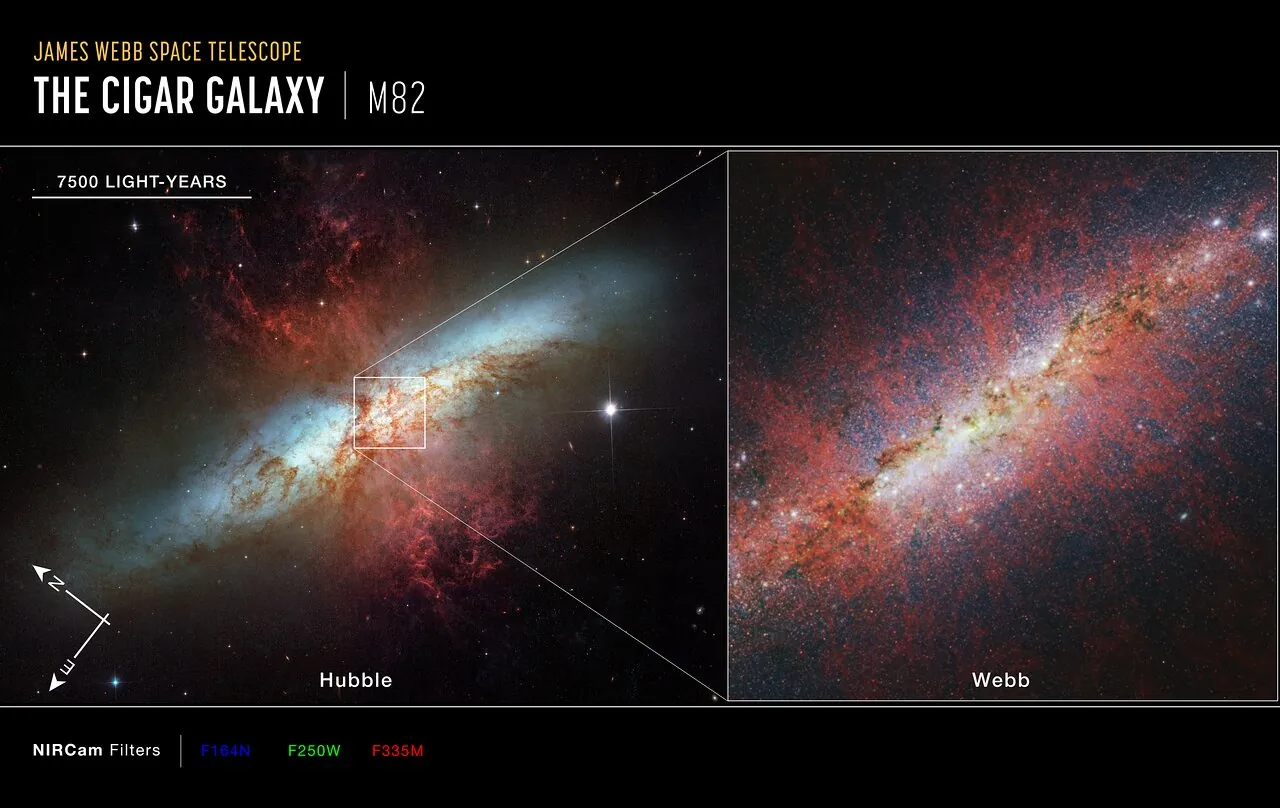 JAMES WEBB SPACE TELESCOPE
THE CIGAR GALAXY | M82
7500 LIGHT-YEARS
N
E
Hubble
Webb
NIRCam Filters | F164N F250W F335M